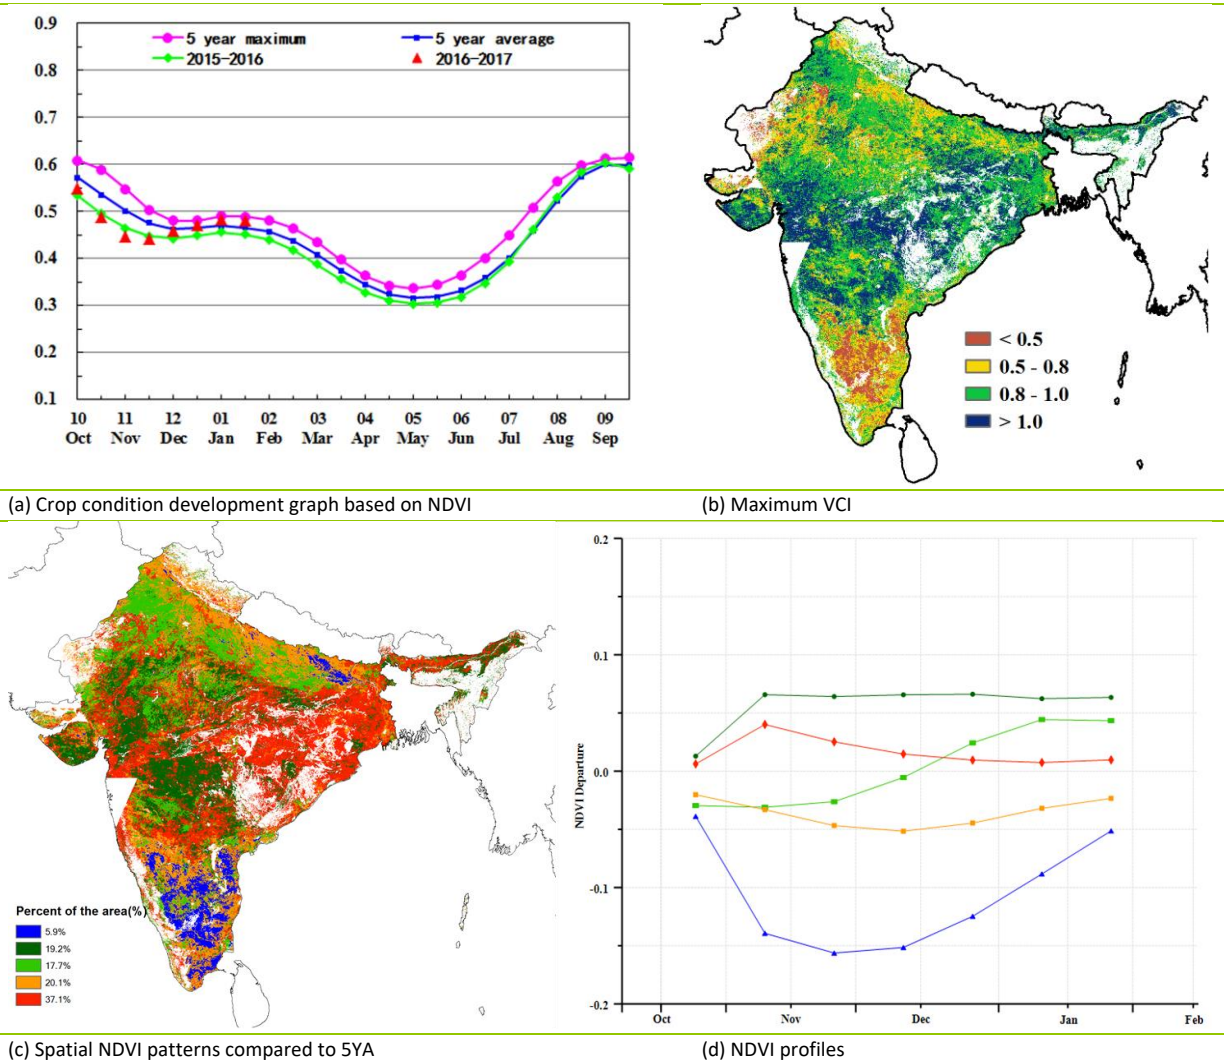 0.9
0.8
0.7
0.6
0.5
0.4
0.3
0.2
0.1
5 year maximum
5 year average
2015-2016
2016-2017
10 11 12 01 02 03 04 05 06 07 08 09
Oct Nov Dec Jan Feb Mar Apr May Jun Jul Aug Sep
< 0.5
0.5 - 0.8
0.8 - 1.0
> 1.0
(a) Crop condition development graph based on NDVI
(b) Maximum VCI
Percent of the area(%)
5.9%
19.2%
17.7%
20.1%
37.1%
0.2
0.1
0.0
-0.1
-0.2
NDVI Departure
Oct Nov Dec Jan Feb
(c) Spatial NDVI patterns compared to 5YA
(d) NDVI profiles